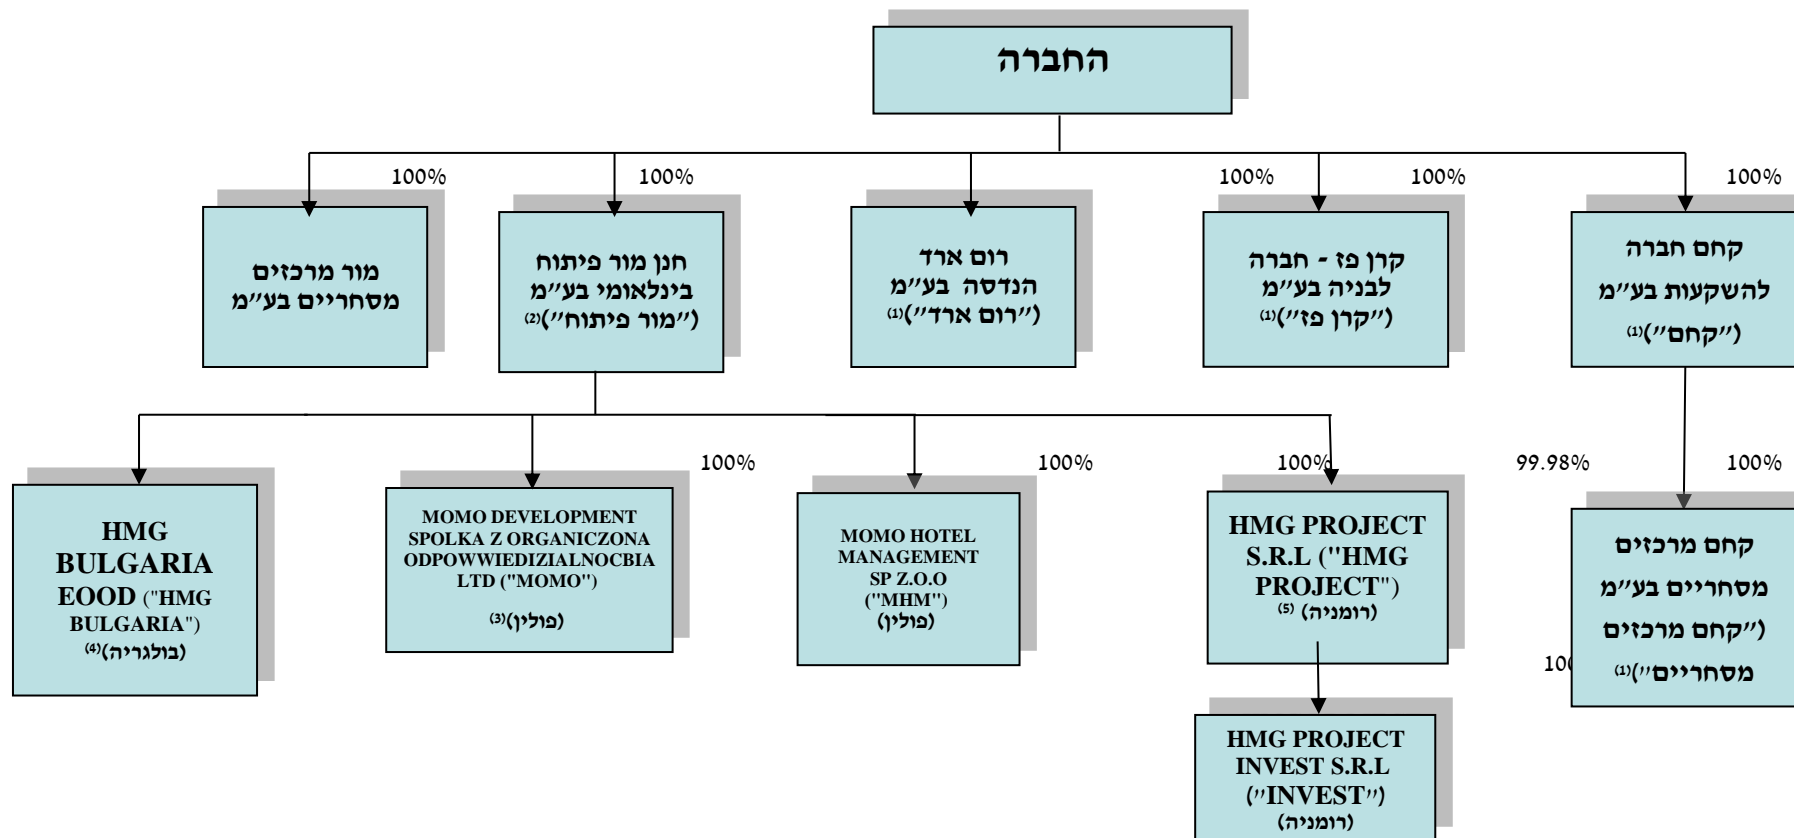 החברה
100%
100%
100%
100%
100%
קחם חברה
להשקעות בע״מ
(״קחם״)(1)
קרן פז - חברה
לבניה בע״מ
(״קרן פז״)(1)
רום ארד
הנדסה בע״מ
(״רום ארד״)(1)
חנן מור פיתוח
בינלאומי בע״מ
(״מור פיתוח״)(2)
מור מרכזים
מסחריים בע״מ
100%
99.98%
100%
100%
100%
קחם מרכזים
מסחריים בע״מ
(״קחם מרכזים
מסחריים״)(1)
HMG PROJECT
S.R.L ("HMG
PROJECT")
(רומניה) (5)
MOMO HOTEL
MANAGEMENT
SP Z.O.O
("MHM")
(פולין)
MOMO DEVELOPMENT
SPOLKA Z ORGANICZONA
ODPOWWIEDIZIALNOCBIA
LTD ("MOMO")
(פולין)(3)
HMG
BULGARIA
EOOD ("HMG
BULGARIA")
(בולגריה)(4)
HMG PROJECT
INVEST S.R.L
(״INVEST״)
(רומניה)